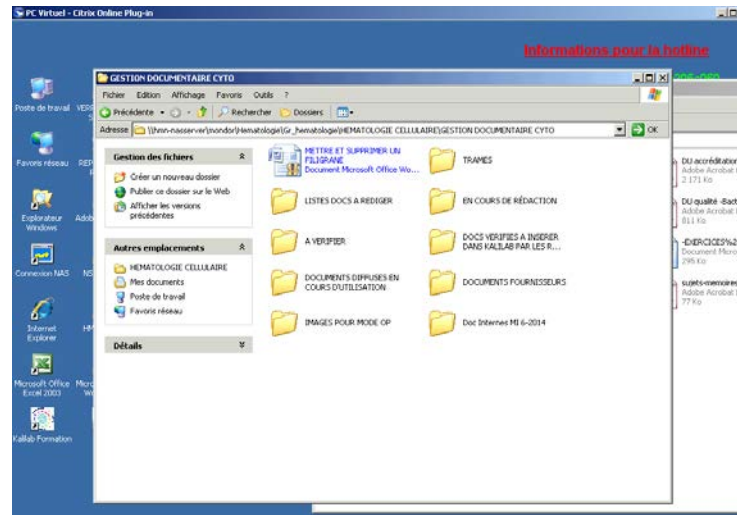 PC Virtuel - Citrix Online Plug-in
Informations pour la hotline
Poste de travail
Favoris réseau
Explorateur
Windows
Connexion NAS
Internet
Explorer
Microsoft Office
Excel 2003
Kalilab Formation
GESTION DOCUMENTAIRE CYTO
Fichier Edition Affichage Favoris Outils ?
Précédente Rechercher Dossiers
Adresse \\hmn-nasserver\mondor\Hematologie\Gr_hematologie\HEMATOLOGIE CELLULAIRE\GESTION DOCUMENTAIRE CYTO OK
Gestion des fichiers
Créer un nouveau dossier
Publier ce dossier sur le Web
Afficher les versions
précédentes
Autres emplacements
HEMATOLOGIE CELLULAIRE
Mes documents
Poste de travail
Favoris réseau
Détails
METTRE ET SUPPRIMER UN
FILIGRANE
Document Microsoft Office Wo...
TRAMES
LISTES DOCS A REDIGER
EN COURS DE RÉDACTION
A VERIFIER
DOCS VERIFIES A INSERER
DANS KALILAB PAR LES R...
DOCUMENTS DIFFUSES EN
COURS D'UTILISATION
DOCUMENTS FOURNISSEURS
IMAGES POUR MODE OP
Doc Internes MI 6-2014
DU accréditation
Adobe Acrobat
2 171 Ko
DU qualité -Bact
Adobe Acrobat
811 Ko
-EXERCICES%2
Document Micro
295 Ko
sujets-memoires
Adobe Acrobat
77 Ko